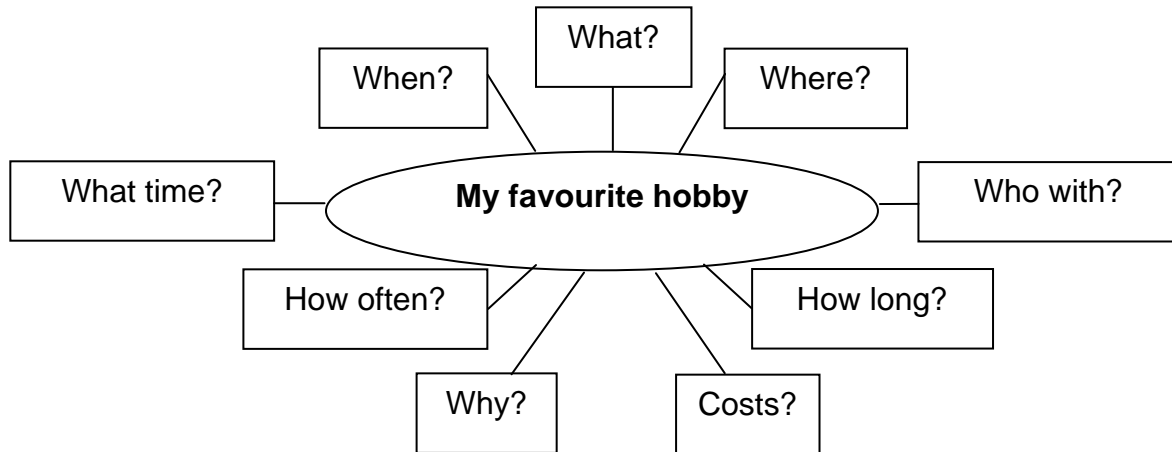 What?
When?
Where?
What time?
My favourite hobby
Who with?
How often?
How long?
Why?
Costs?